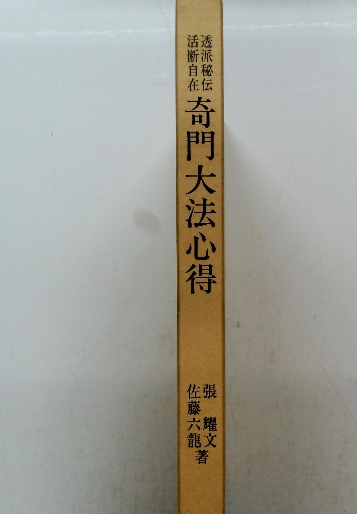 透派秘伝
活断自在
奇門大法心得
張耀文
佐藤六龍
著